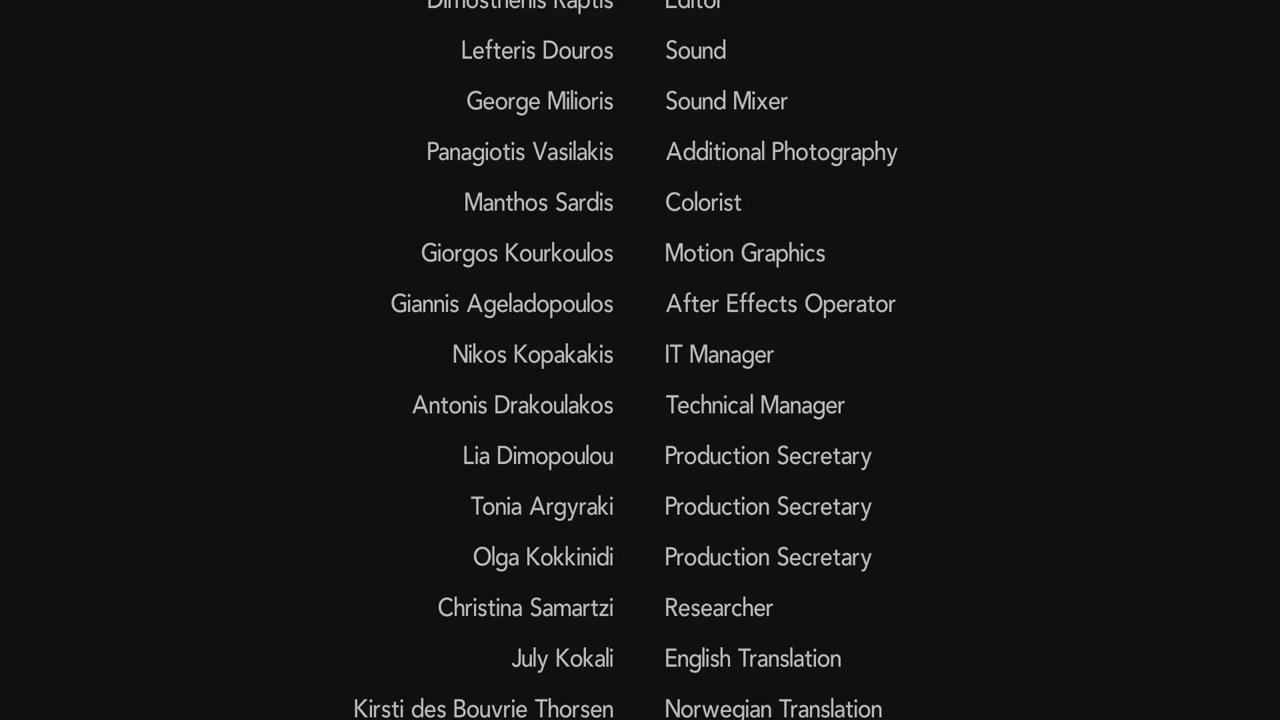 Dimosthenis Raptis Editor
Lefteris Douros Sound
George Milioris Sound Mixer
Panagiotis Vasilakis Additional Photography
Manthos Sardis Colorist
Giorgos Kourkoulos Motion Graphics
Giannis Ageladopoulos After Effects Operator
Nikos Kopakakis IT Manager
Antonis Drakoulakos Technical Manager
Lia Dimopoulou Production Secretary
Tonia Argyraki Production Secretary
Olga Kokkinidi Production Secretary
Christina Samartzi Researcher
July Kokali English Translation
Kirsti des Bouvrie Thorsen Norwegian Translation